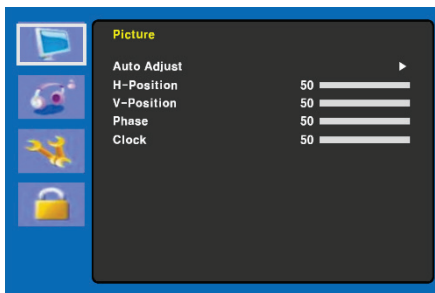 Picture
Auto Adjust
H-Position 50
V-Position 50
Phase 50
Clock 50